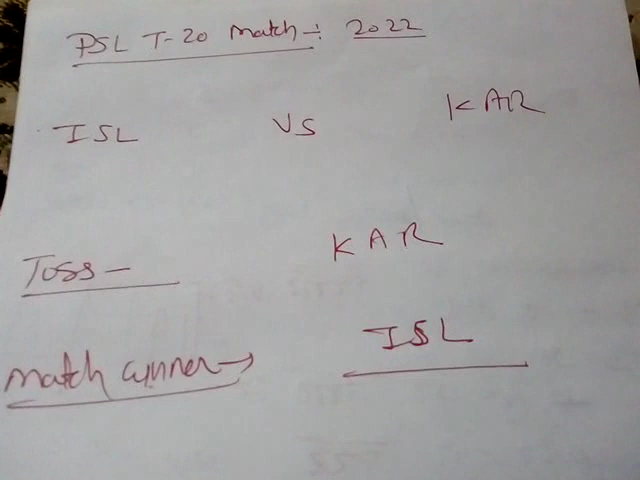 PSL T-20 match :- 2022
ISL VS KAR
Toss - KAR
match winner → ISL